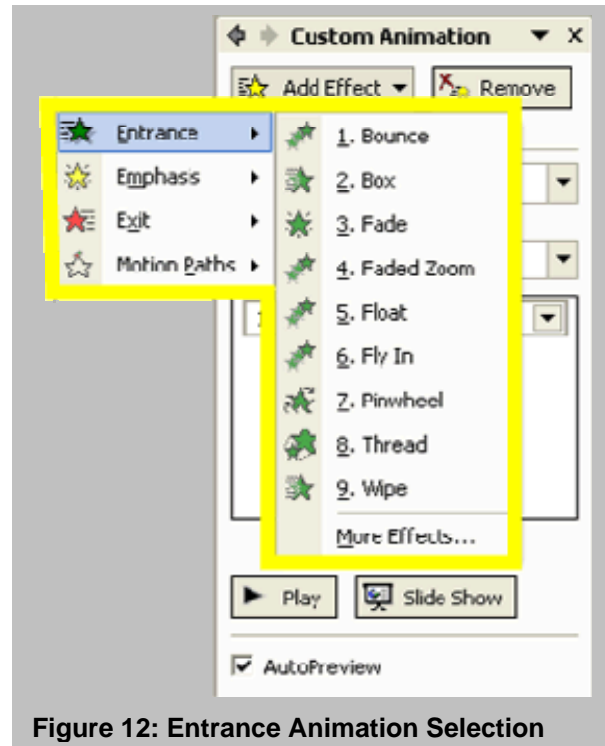 Custom Animation
Add Effect
Remove
Entrance
Emphasis
Exit
Motion Paths
1. Bounce
2. Box
3. Fade
4. Faded Zoom
5. Float
6. Fly In
7. Pinwheel
8. Thread
9. Wipe
More Effects...
Play
Slide Show
AutoPreview
Figure 12: Entrance Animation Selection